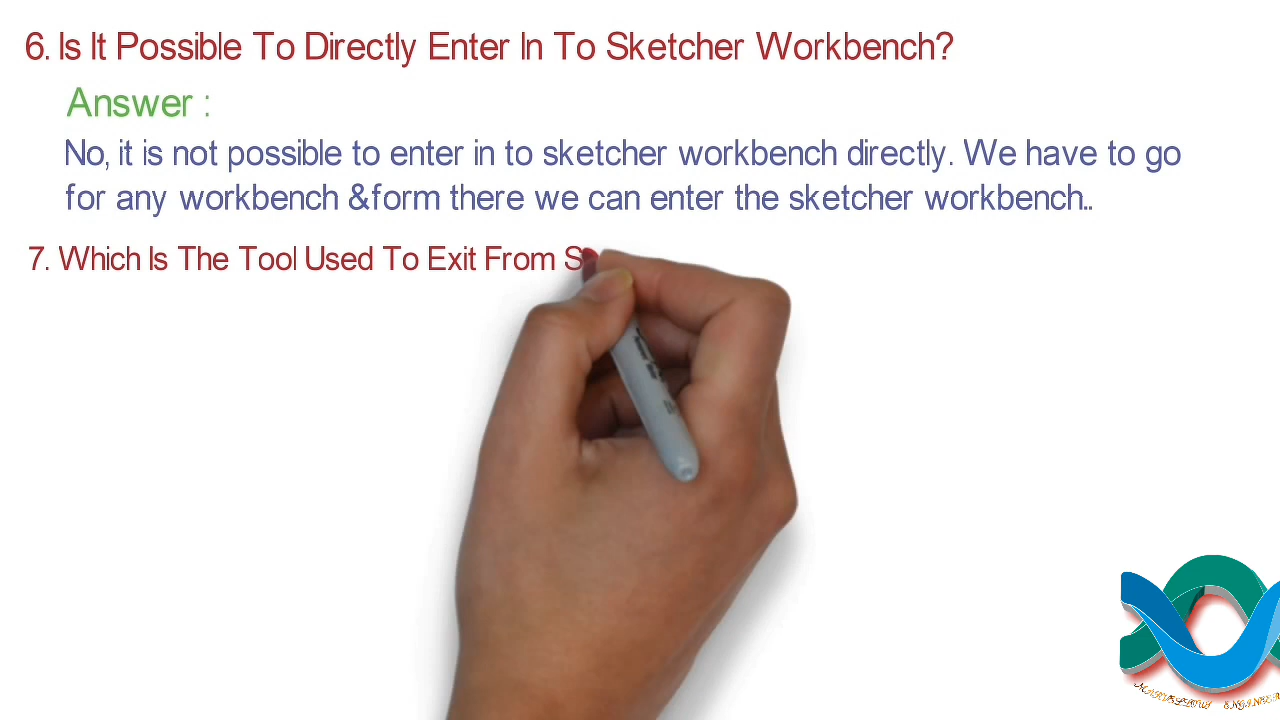 6. Is It Possible To Directly Enter In To Sketcher Workbench?
Answer :
No, it is not possible to enter in to sketcher workbench directly. We have to go
for any workbench &form there we can enter the sketcher workbench..
7. Which Is The Tool Used To Exit From S